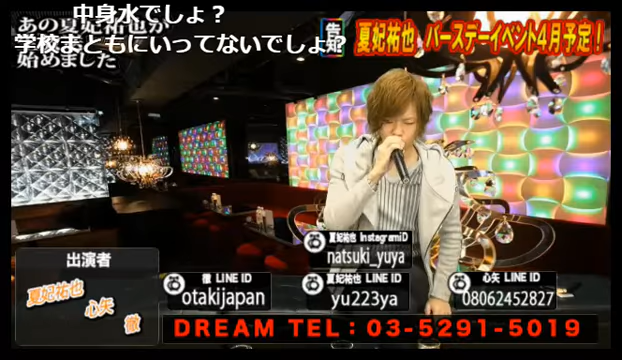 中身水でしょ？
あの夏妃祐也が
学校まともにいってないでしょ？
始めました
告知
夏妃祐也 バースデーイベント4月予定！
出演者
夏妃祐也
心矢
徹
夏妃祐也 InstagramID
natsuki_yuya
徹 LINE ID
otakijapan
夏妃祐也 LINE ID
yu223ya
心矢 LINE ID
08062452827
DREAM TEL：03-5291-5019